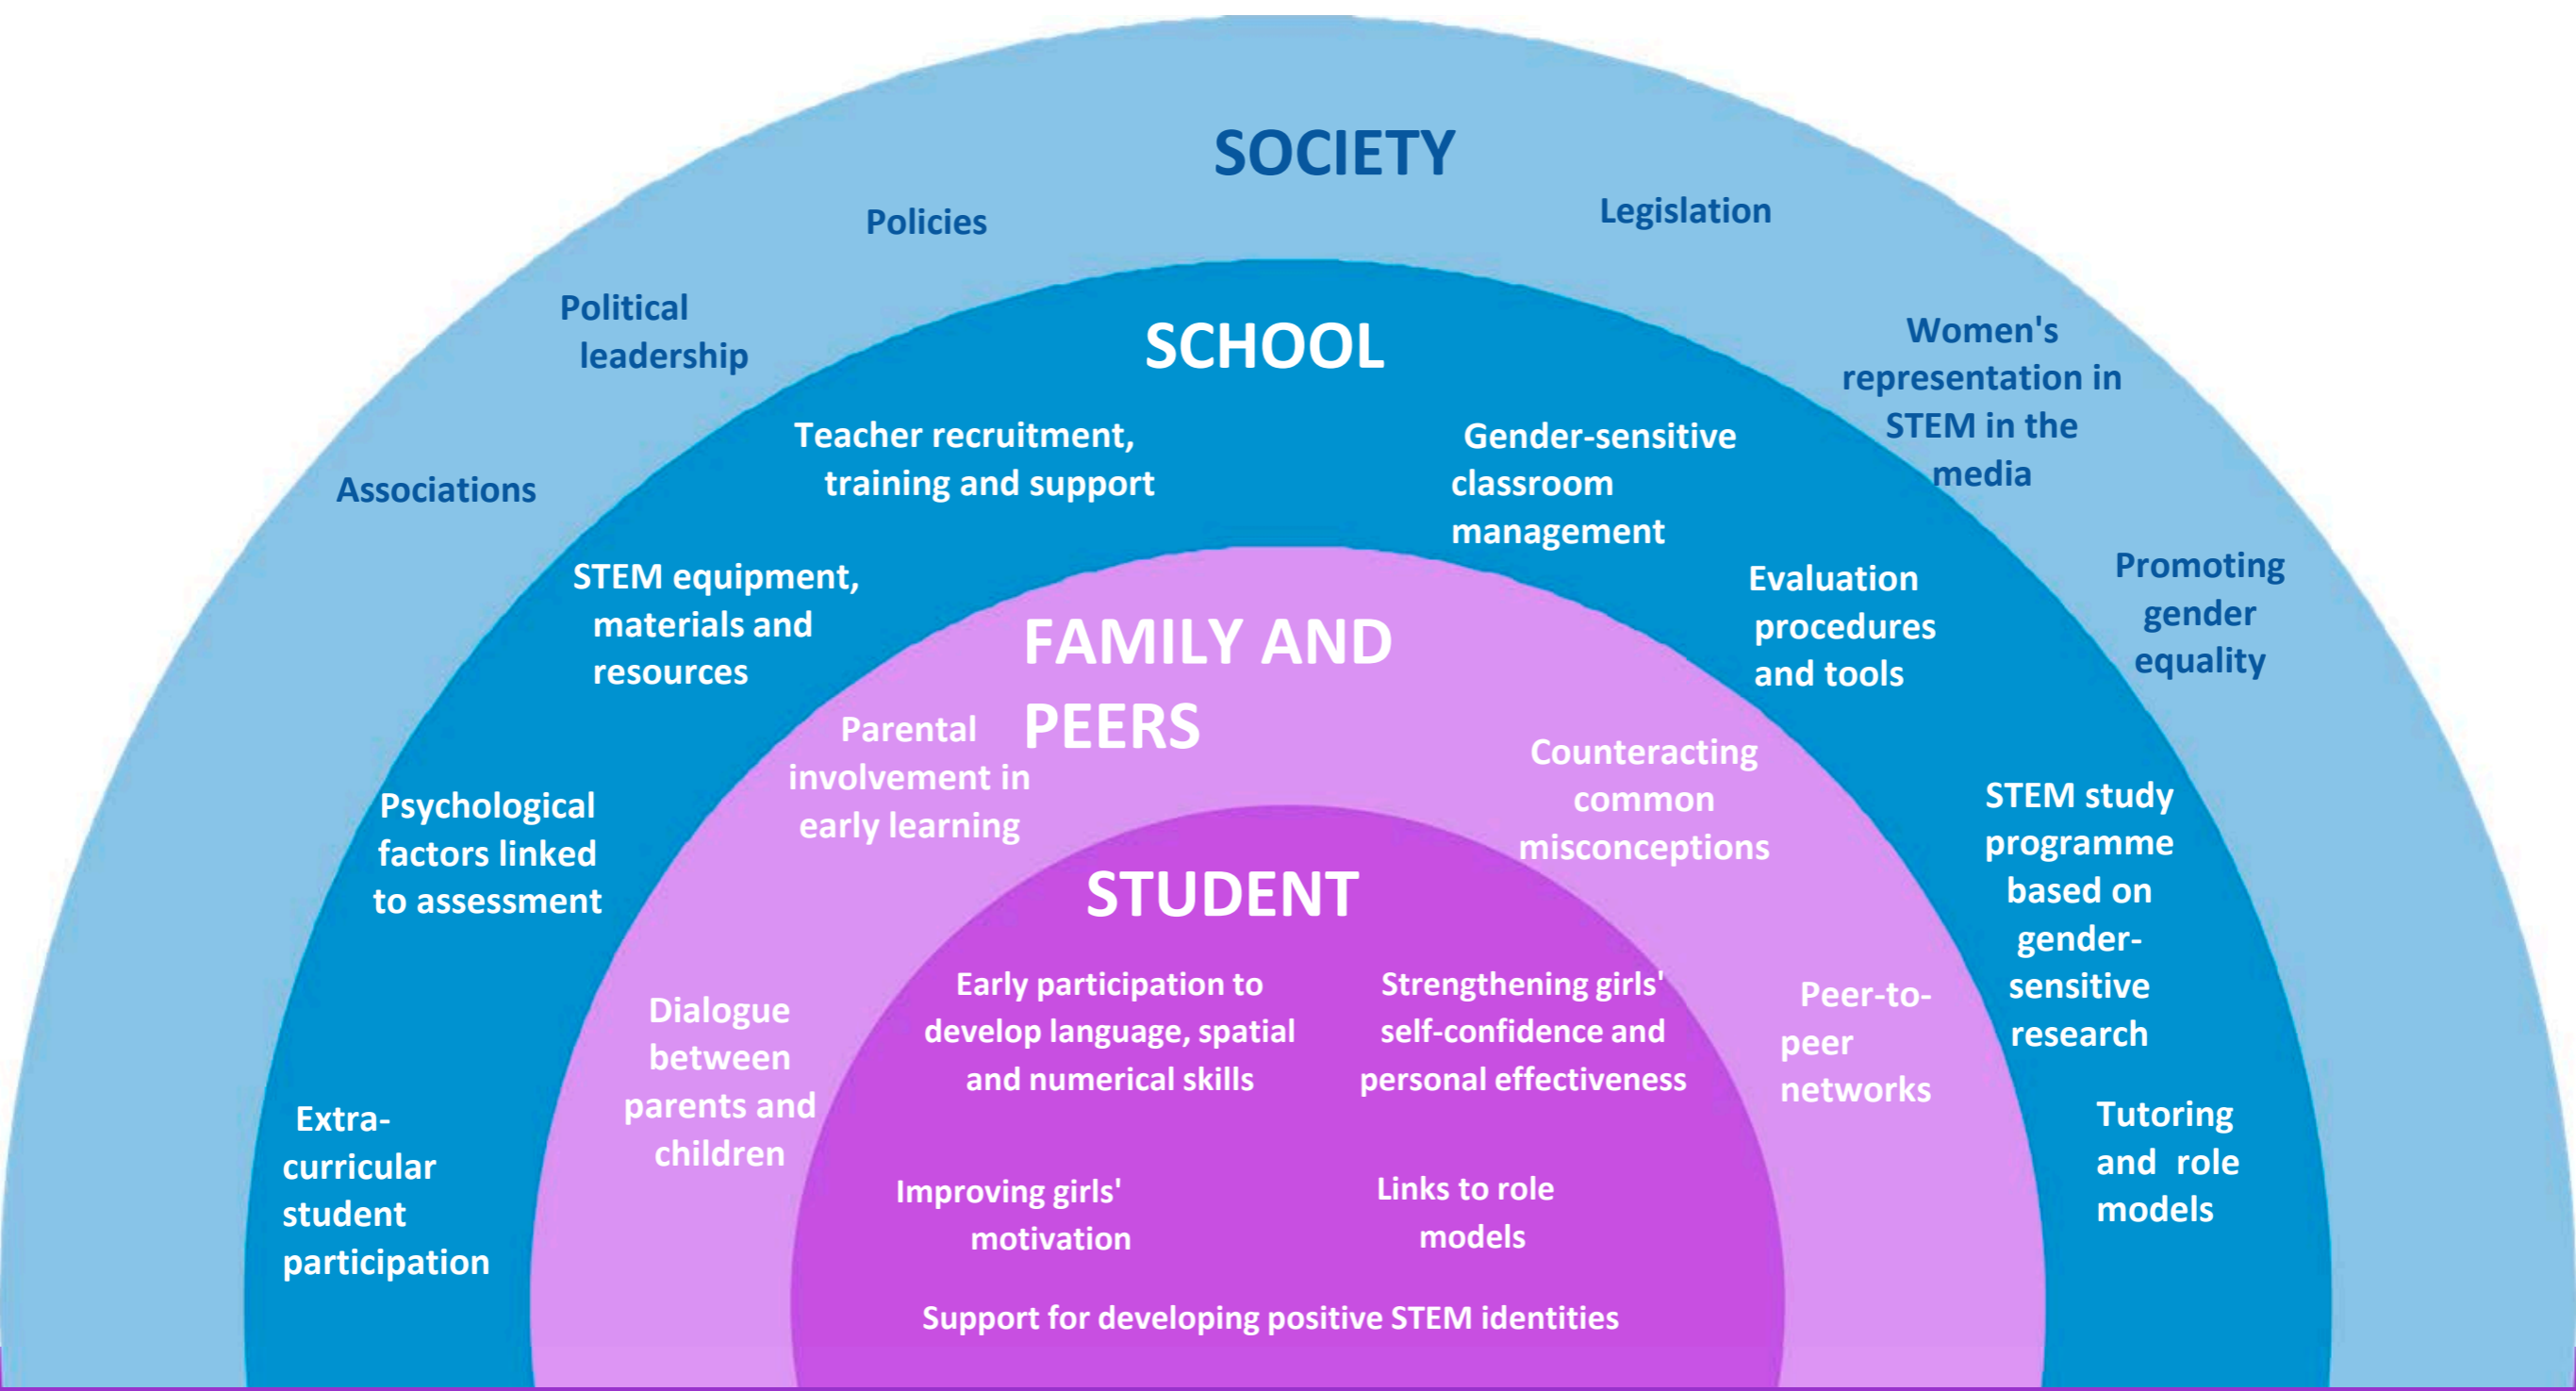 SOCIETY
Policies
Legislation
Political
leadership
Women's
representation in
STEM in the
media
Associations
Promoting
gender
equality
SCHOOL
Teacher recruitment,
training and support
Gender-sensitive
classroom
management
STEM equipment,
materials and
resources
Evaluation
procedures
and tools
Psychological
factors linked
to assessment
STEM study
programme
based on
gender-
sensitive
research
Extra-
curricular
student
participation
Tutoring
and role
models
FAMILY AND
PEERS
Parental
involvement in
early learning
Counteracting
common
misconceptions
Dialogue
between
parents and
children
Peer-to-
peer
networks
STUDENT
Early participation to
develop language, spatial
and numerical skills
Strengthening girls'
self-confidence and
personal effectiveness
Improving girls'
motivation
Links to role
models
Support for developing positive STEM identities